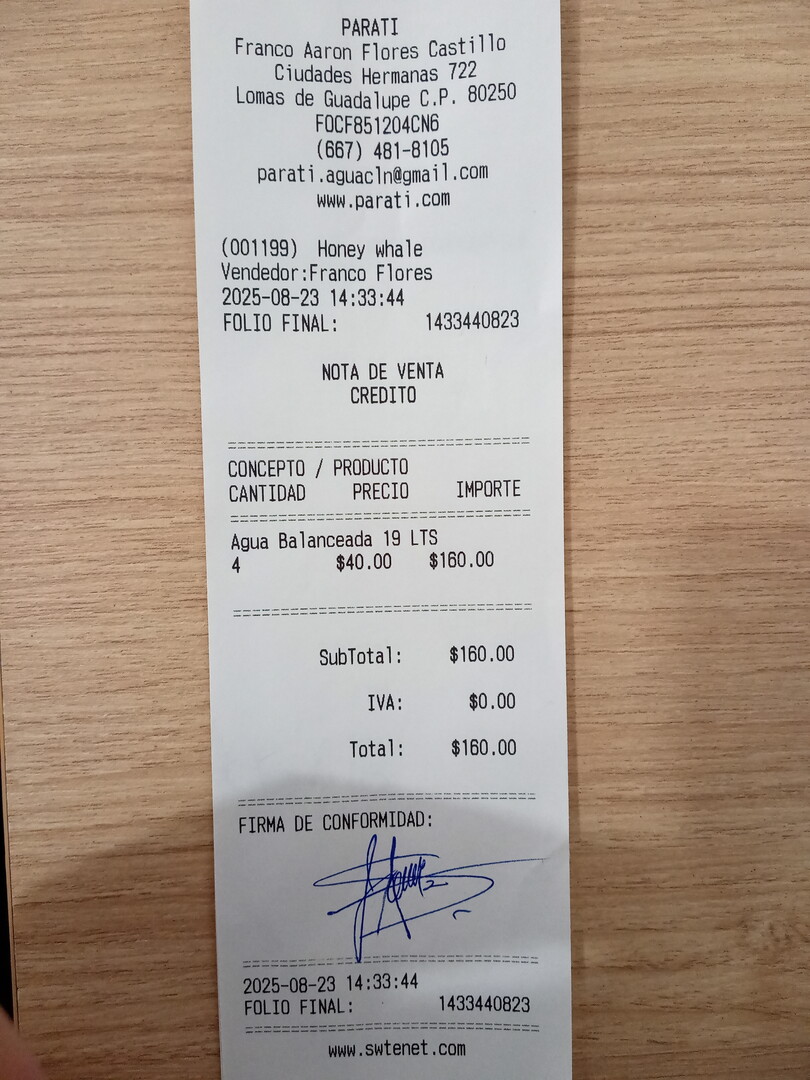 PARATI
Franco Aaron Flores Castillo
Ciudades Hermanas 722
Lomas de Guadalupe C.P. 80250
FOCF851204CN6
(667) 481-8105
parati.aguacln@gmail.com
www.parati.com
(001199) Honey whale
Vendedor:Franco Flores
2025-08-23 14:33:44
FOLIO FINAL: 1433440823
NOTA DE VENTA
CREDITO
CONCEPTO / PRODUCTO
CANTIDAD PRECIO IMPORTE
Agua Balanceada 19 LTS
4 $40.00 $160.00
SubTotal: $160.00
IVA: $0.00
Total: $160.00
FIRMA DE CONFORMIDAD:
2025-08-23 14:33:44
FOLIO FINAL: 1433440823
www.swtenet.com